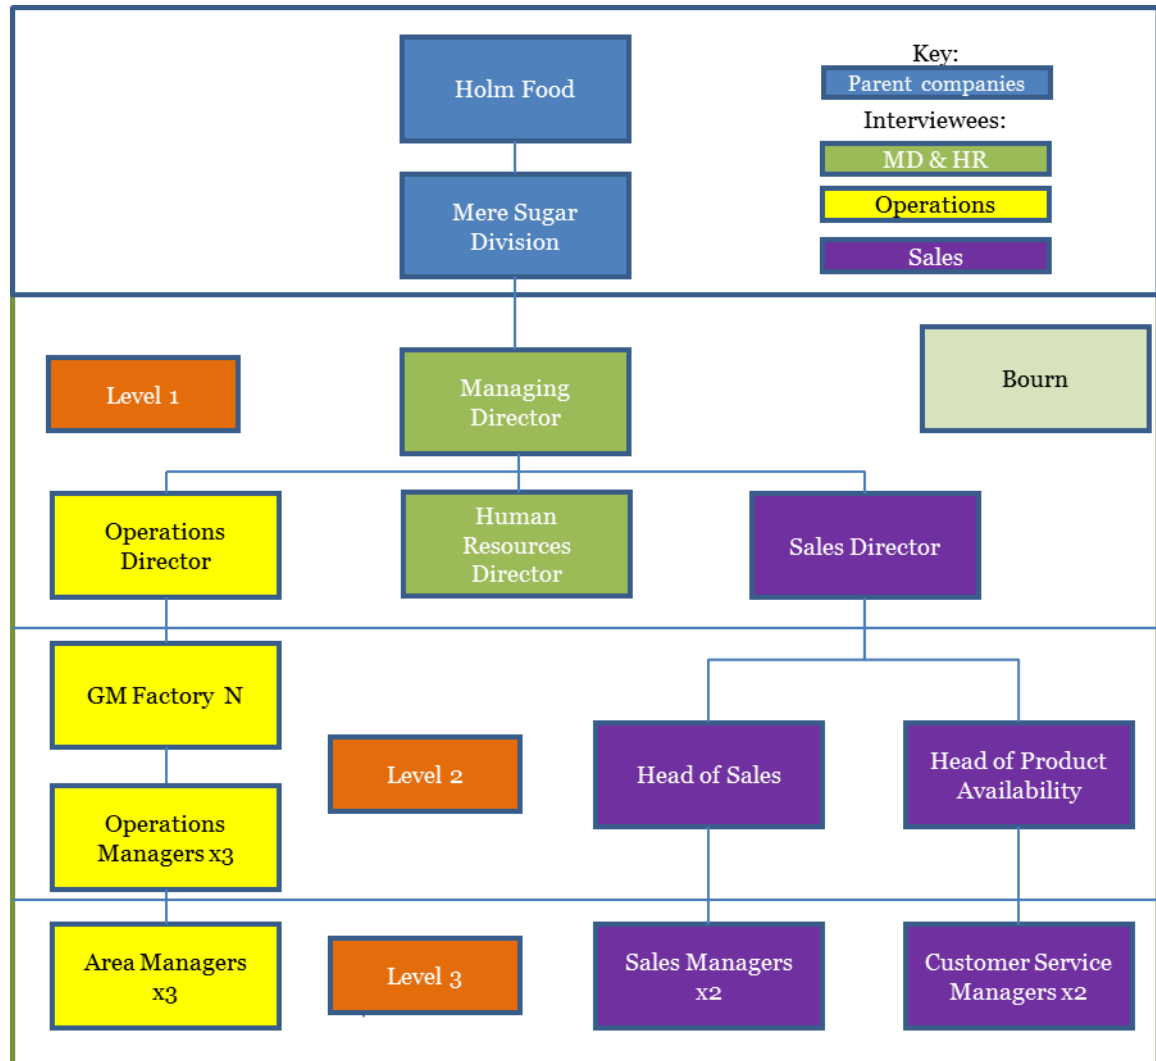 Holm Food
Key:
Parent companies
Interviewees:
MD & HR
Operations
Sales
Mere Sugar
Division
Level 1
Managing
Director
Bourn
Operations
Director
Human
Resources
Director
Sales Director
GM Factory N
Level 2
Head of Sales
Head of Product
Availability
Operations
Managers x3
Area Managers
x3
Level 3
Sales Managers
x2
Customer Service
Managers x2